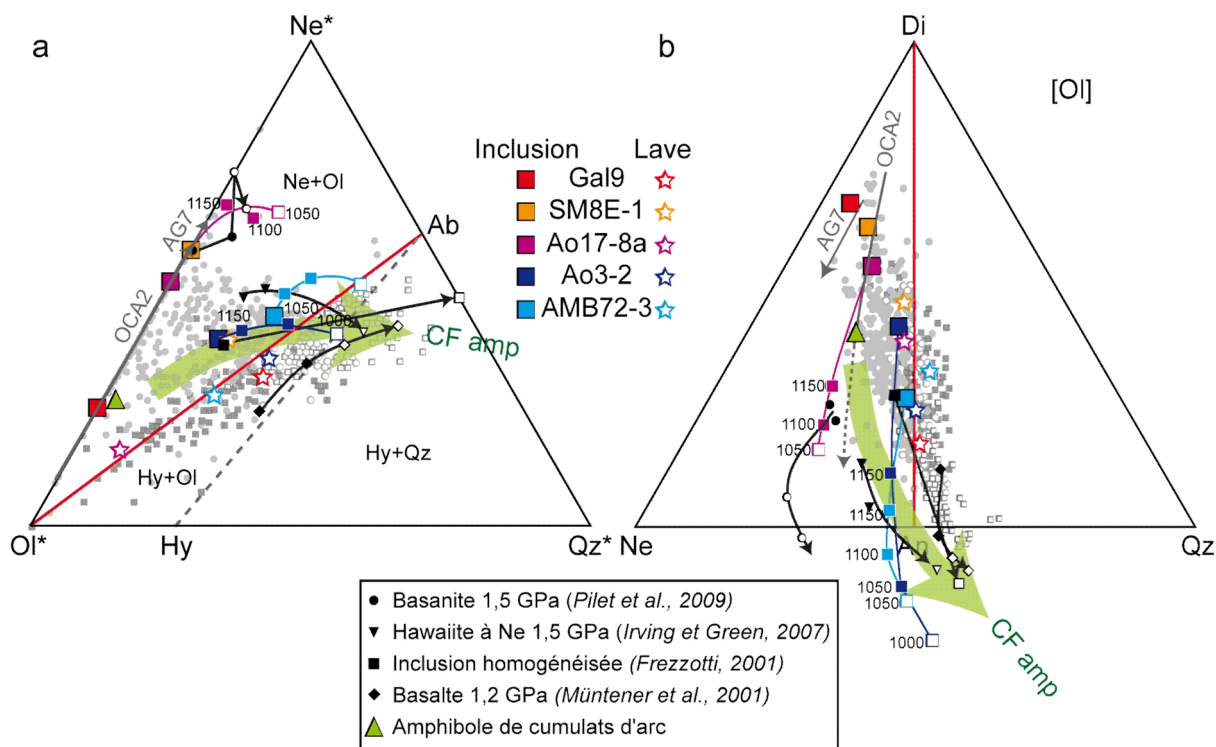 a
Ne*
Ne+Ol
1150
1100
1050
AG7
OCA2
Ab
1150
1050
1000
CF amp
Hy+Ol
Hy+Qz
Ol*
Hy
Qz*
Inclusion Lave
Gal9
SM8E-1
Ao17-8a
Ao3-2
AMB72-3
b
Di
[Ol]
OCA2
AG7
1150
1100
1050
1150
1150
1100
1050
1050
1000
Ne
An
Qz
CF amp
Basanite 1,5 GPa (Pilet et al., 2009)
Hawaiite à Ne 1,5 GPa (Irving et Green, 2007)
Inclusion homogénéisée (Frezzotti, 2001)
Basalte 1,2 GPa (Müntener et al., 2001)
Amphibole de cumulats d'arc